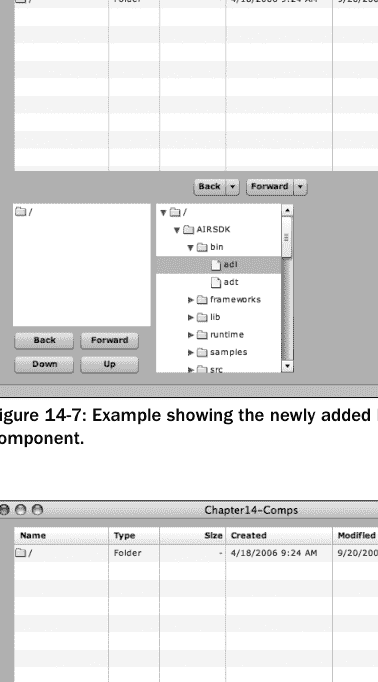 / Folder - 4/18/2006 9:24 AM
Back Forward
/
/
AIRSDK
bin
adl
adt
frameworks
lib
runtime
samples
src
Back Forward
Down Up
igure 14-7: Example showing the newly added
omponent.
Chapter14-Comps
Name Type Size Created Modified
/ Folder - 4/18/2006 9:24 AM 9/20/200